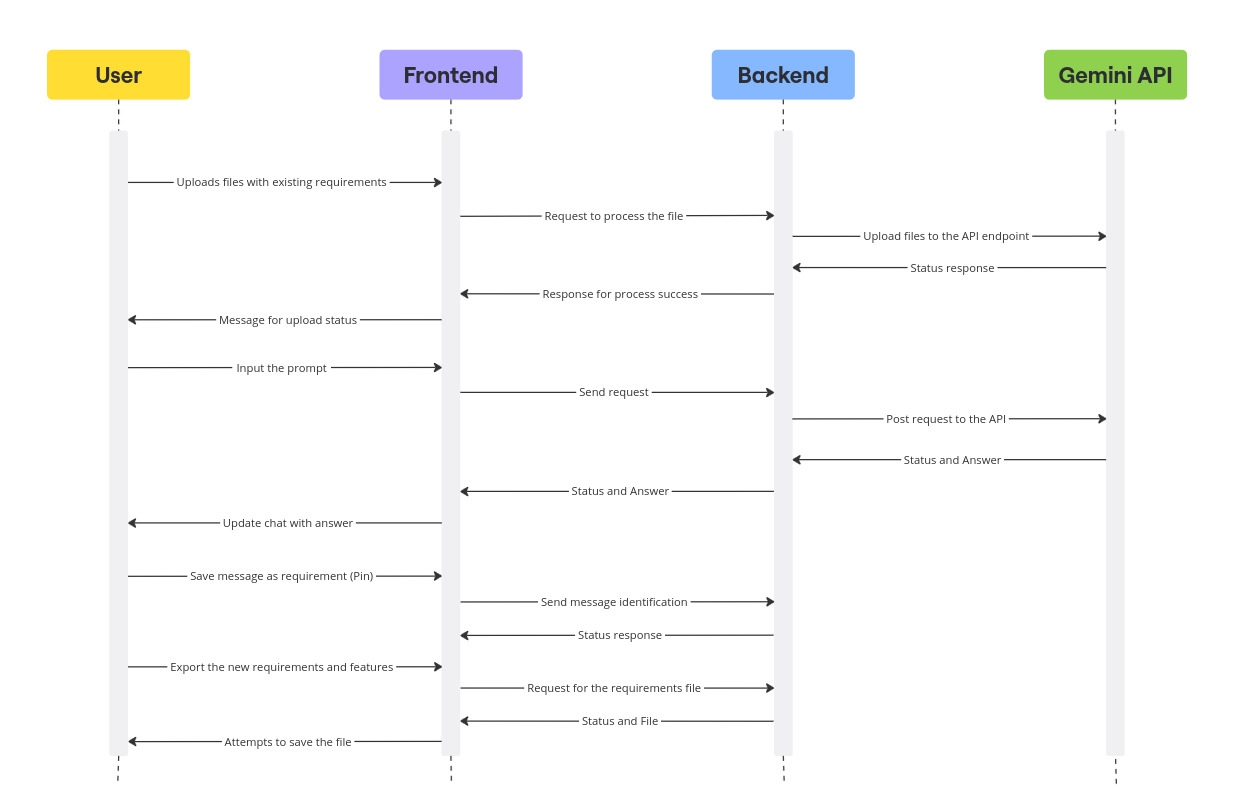 User
Frontend
Backend
Gemini API
Uploads files with existing requirements
Request to process the file
Upload files to the API endpoint
Status response
Response for process success
Message for upload status
Input the prompt
Send request
Post request to the API
Status and Answer
Status and Answer
Update chat with answer
Save message as requirement (Pin)
Send message identification
Status response
Export the new requirements and features
Request for the requirements file
Status and File
Attempts to save the file